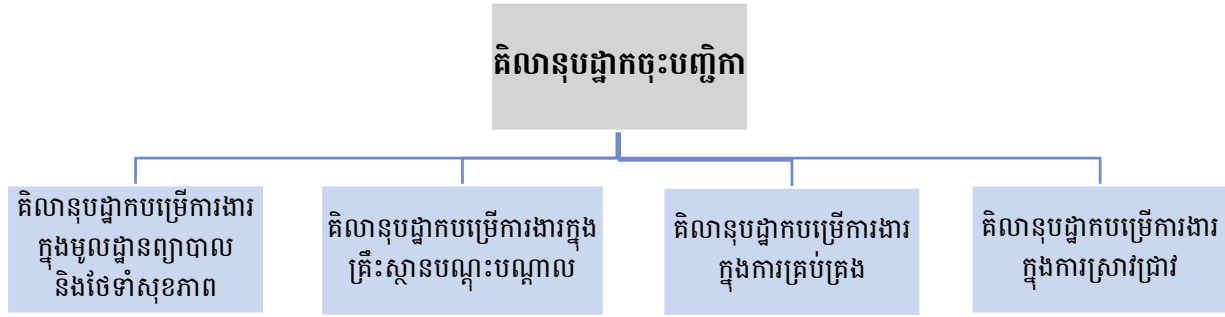 គិលានុបដ្ឋាកចុះបញ្ជិកា
គិលានុបដ្ឋាកបម្រើការងារ
ក្នុងមូលដ្ឋានព្យាបាល
និងថែទាំសុខភាព
គិលានុបដ្ឋាកបម្រើការងារក្នុង
គ្រឹះស្ថានបណ្តុះបណ្តាល
គិលានុបដ្ឋាកបម្រើការងារ
ក្នុងការគ្រប់គ្រង
គិលានុបដ្ឋាកបម្រើការងារ
ក្នុងការស្រាវជ្រាវ